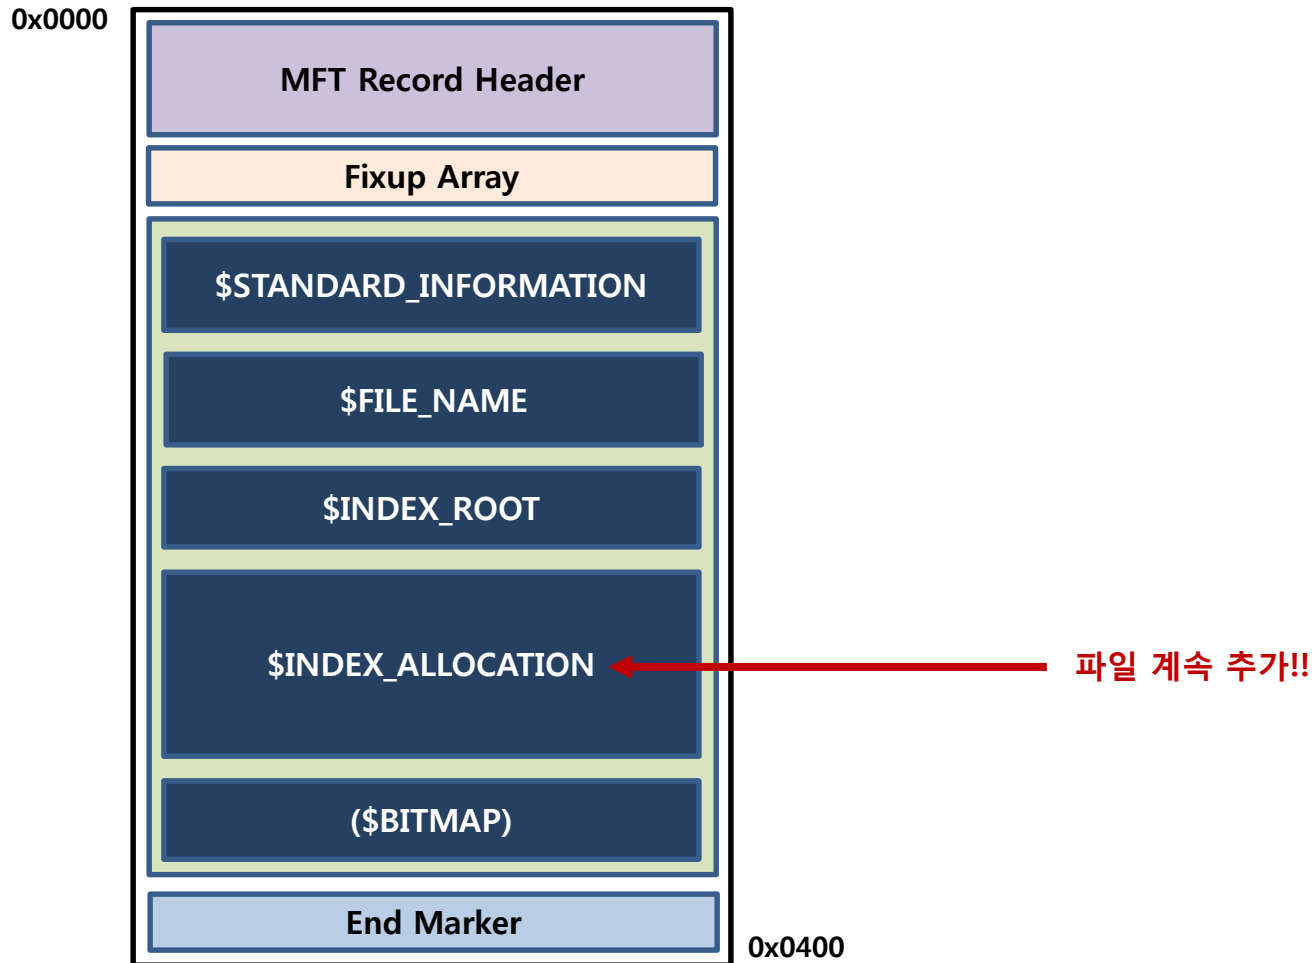 0x0000
MFT Record Header
Fixup Array
$STANDARD_INFORMATION
$FILE_NAME
$INDEX_ROOT
$INDEX_ALLOCATION
파일 계속 추가!!
($BITMAP)
End Marker
0x0400